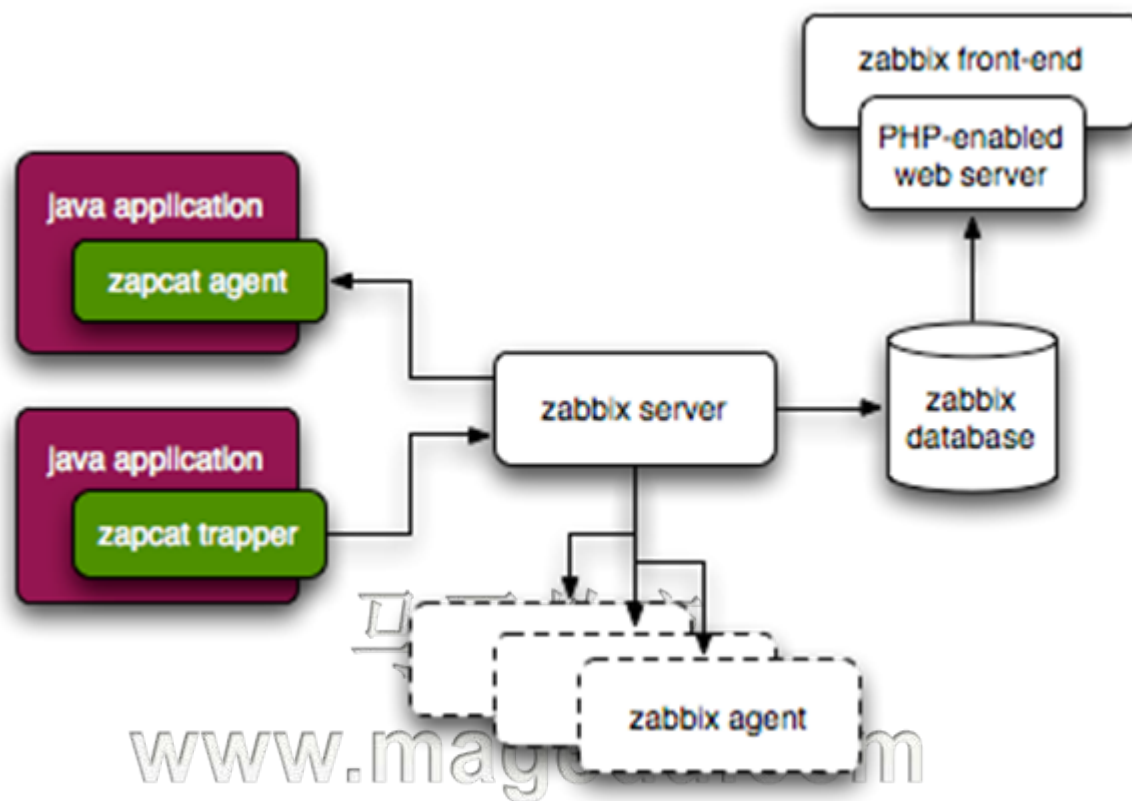 zabbix front-end
PHP-enabled
web server
java application
zapcat agent
zabbix server
zabbix
database
java application
zapcat trapper
zabbix agent